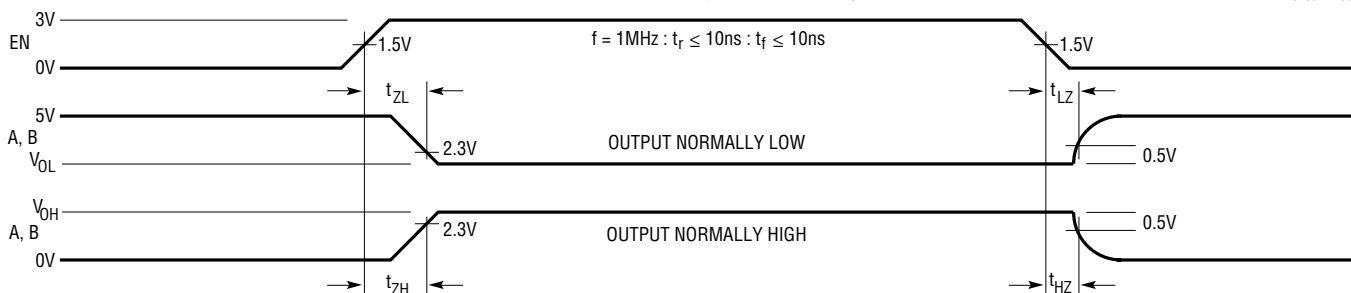 3V
EN
1.5V
f = 1MHz : tr ≤ 10ns : tf ≤ 10ns
1.5V
0V
tZL
tLZ
5V
A, B
2.3V
OUTPUT NORMALLY LOW
0.5V
VOL
VOH
A, B
2.3V
OUTPUT NORMALLY HIGH
0.5V
0V
tZH
tHZ